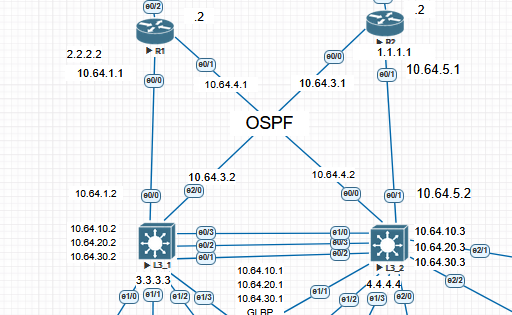 e0/2
.2
.2
R1
R2
2.2.2.2
1.1.1.1
e0/1
e0/0
10.64.1.1
e0/0
10.64.4.1
10.64.3.1
e0/1
10.64.5.1
OSPF
10.64.3.2
10.64.4.2
10.64.1.2
e0/0
e2/0
e0/0
e0/1
10.64.5.2
10.64.10.2
10.64.20.2
10.64.30.2
e0/3
e0/2
e0/1
e1/0
e0/3
e0/2
10.64.10.3
10.64.20.3
10.64.30.3
e2/1
L3_1
L3_2
3.3.3.3
4.4.4.4
10.64.10.1
10.64.20.1
10.64.30.1
GLBP
e1/0
e1/1
e1/2
e1/3
e1/1
e1/2
e1/3
e2/0
e2/2